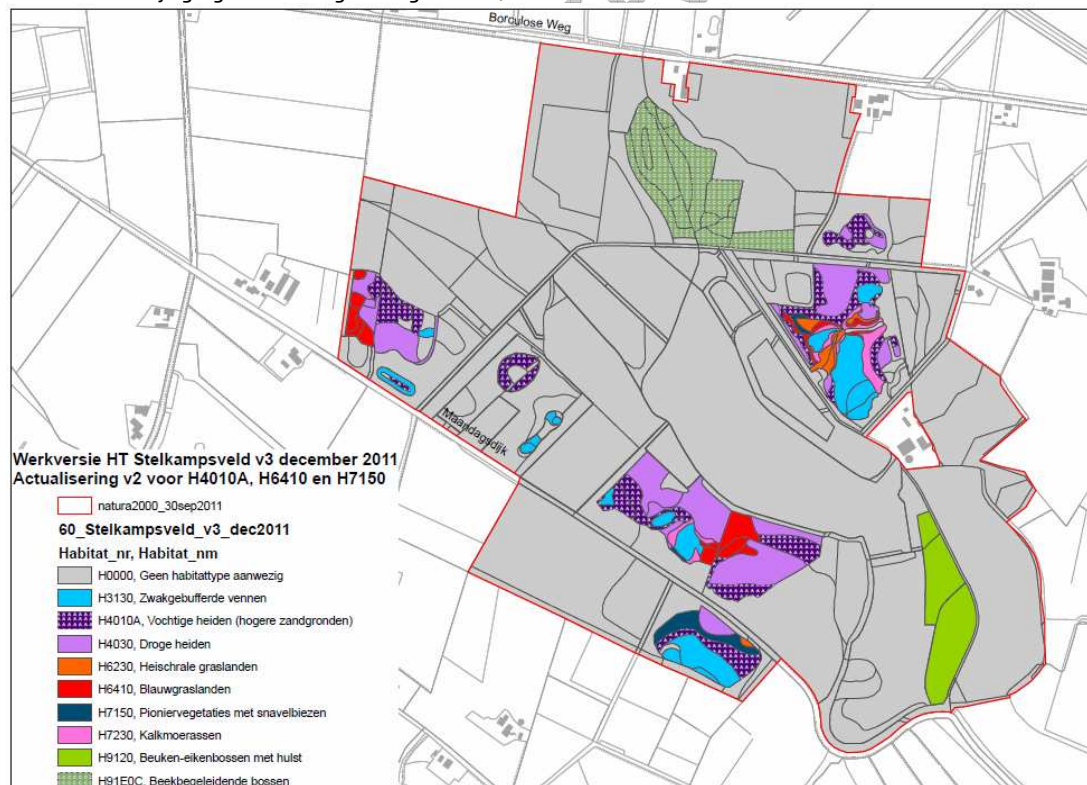 Borculose Weg
Maandagsdijk
Werkversie HT Stelkampsveld v3 december 2011
Actualisering v2 voor H4010A, H6410 en H7150
natura2000_30sep2011
60_Stelkampsveld_v3_dec2011
Habitat_nr, Habitat_nm
H0000, Geen habitattype aanwezig
H3130, Zwakgebufferde vennen
H4010A, Vochtige heiden (hogere zandgronden)
H4030, Droge heiden
H6230, Heischrale graslanden
H6410, Blauwgraslanden
H7150, Pioniervegetaties met snavelbiezen
H7230, Kalkmoerassen
H9120, Beuken-eikenbossen met hulst
H91E0C, Beekbegeleidende bossen